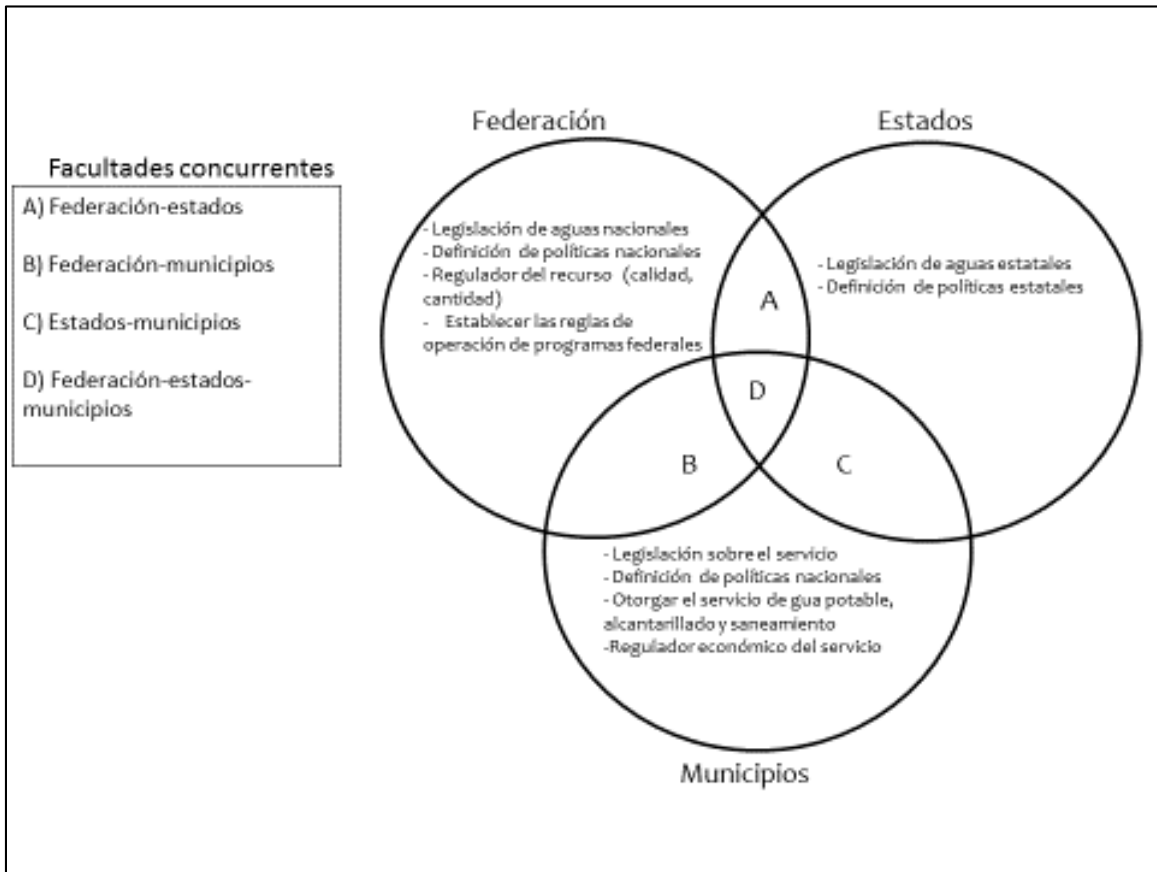 Federación
Estados
Facultades concurrentes
A) Federación-estados
B) Federación-municipios
C) Estados-municipios
D) Federación-estados-
municipios
- Legislación de aguas nacionales
- Definición de políticas nacionales
- Regulador del recurso (calidad,
cantidad)
- Establecer las reglas de
operación de programas federales
- Legislación de aguas estatales
- Definición de políticas estatales
A
D
B
C
- Legislación sobre el servicio
- Definición de políticas nacionales
- Otorgar el servicio de gua potable,
alcantarillado y saneamiento
-Regulador económico del servicio
Municipios